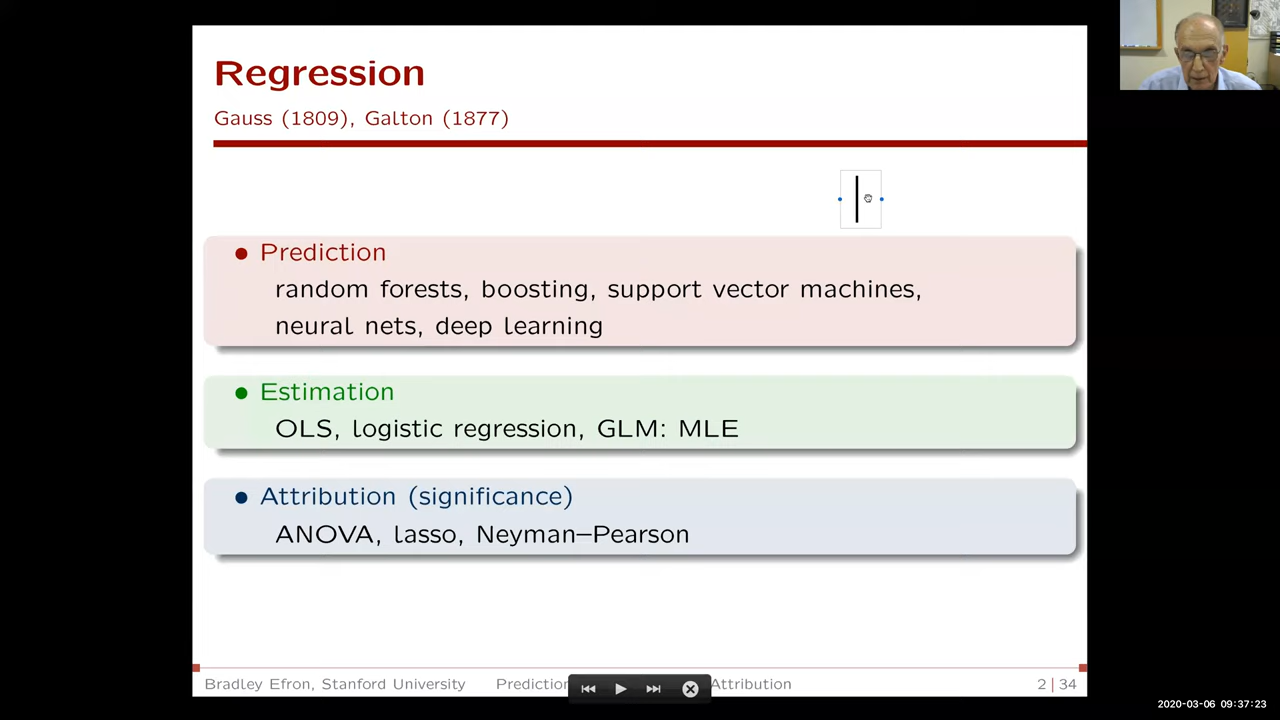 Regression
Gauss (1809), Galton (1877)
• Prediction
random forests, boosting, support vector machines,
neural nets, deep learning
• Estimation
OLS, logistic regression, GLM: MLE
• Attribution (significance)
ANOVA, lasso, Neyman–Pearson
Bradley Efron, Stanford University Prediction Attribution 2 | 34
2020-03-06 09:37:23